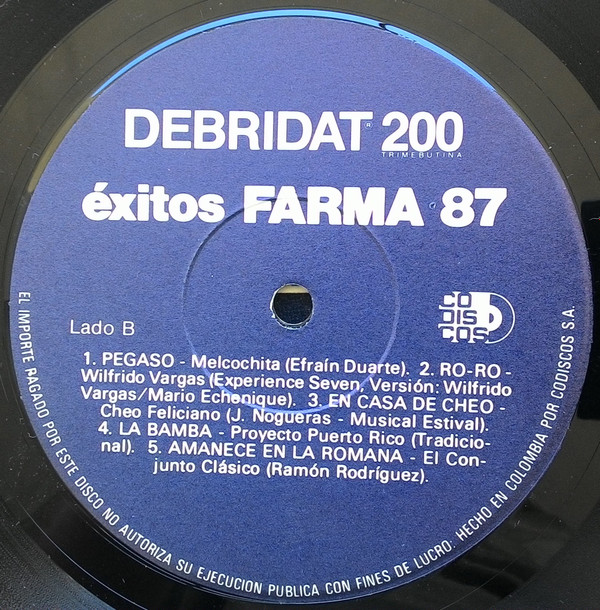 DEBRIDAT® 200
TRIMEBUTINA
éxitos FARMA 87
CO
DIS
COS
Lado B
1. PEGASO - Melcochita (Efraín Duarte). 2. RO-RO -
Wilfrido Vargas (Experience Seven, Versión: Wilfrido
Vargas/Mario Echenique). 3. EN CASA DE CHEO -
Cheo Feliciano (J. Nogueras - Musical Estival).
4. LA BAMBA - Proyecto Puerto Rico (Tradicio-
nal). 5. AMANECE EN LA ROMANA - El Con-
junto Clásico (Ramón Rodríguez).
EL IMPORTE PAGADO POR ESTE DISCO NO AUTORIZA SU EJECUCION PUBLICA CON FINES DE LUCRO. HECHO EN COLOMBIA POR CODISCOS S.A.